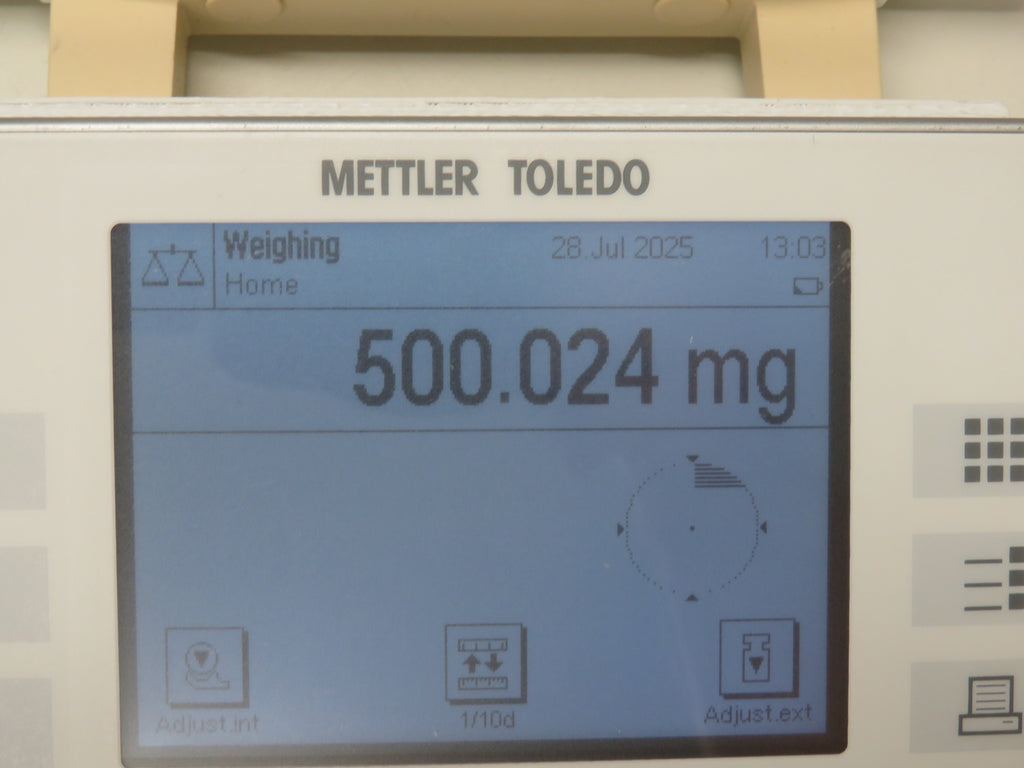 METTLER TOLEDO
Weighing 28.Jul 2025 13:03
Home
500.024 mg
Adjust.int 1/10d Adjust.ext